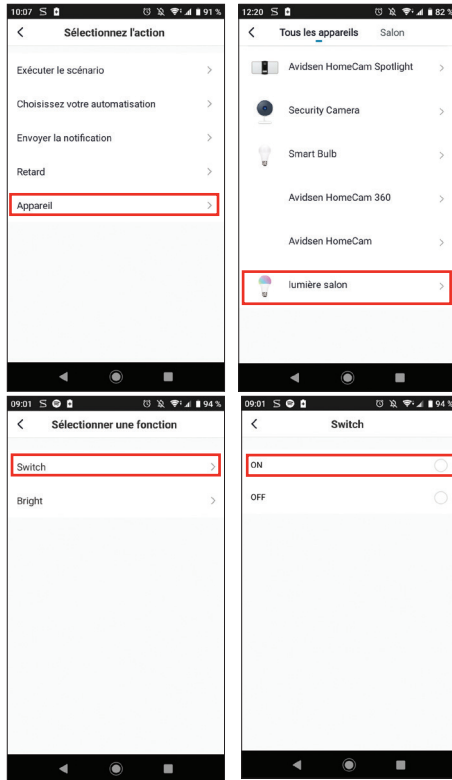 10:07 S 91 %
Sélectionnez l'action
Exécuter le scénario
Choisissez votre automatisation
Envoyer la notification
Retard
Appareil
12:20 S 82 %
Tous les appareils Salon
Avidsen HomeCam Spotlight
Security Camera
Smart Bulb
Avidsen HomeCam 360
Avidsen HomeCam
lumière salon
09:01 S 94 %
Sélectionner une fonction
Switch
Bright
09:01 S 94 %
Switch
ON
OFF